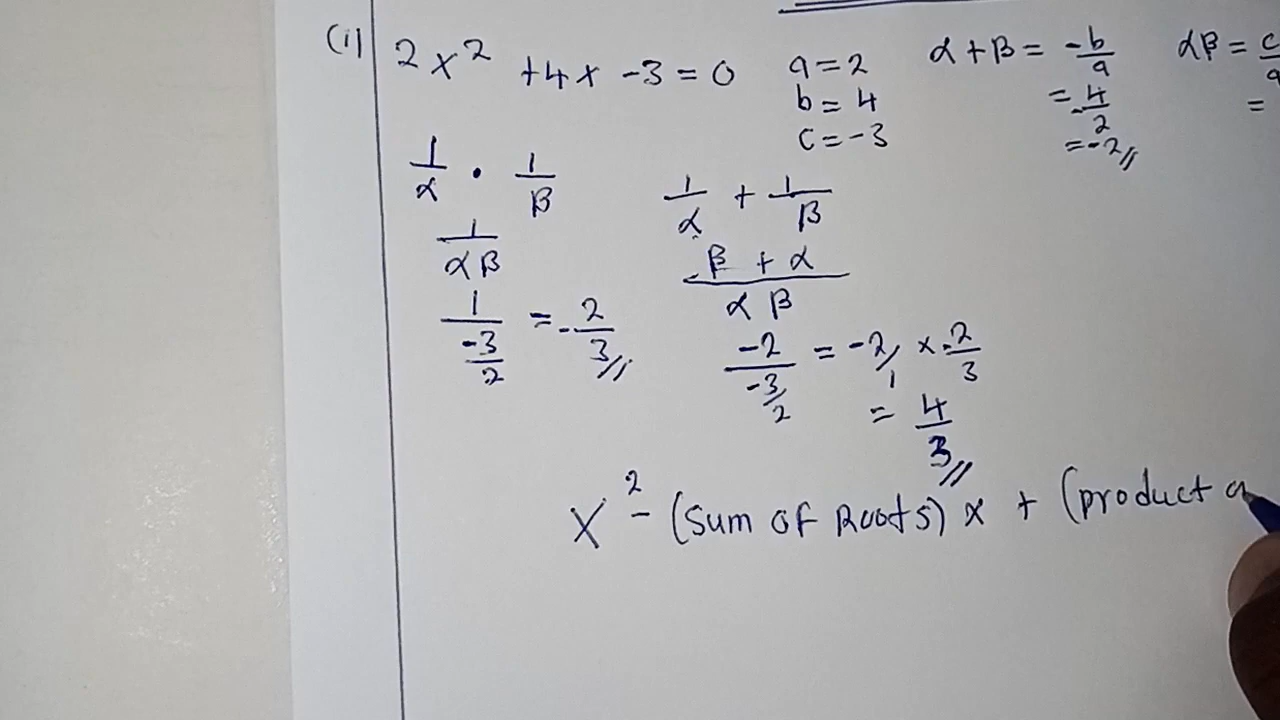 (i) 2x² +4x -3 = 0 a = 2 α + β = -b/a αβ = c/a
b = 4 = -4/2 =
c = -3 = -2//
1/α · 1/β 1/α + 1/β
1/αβ β + α/αβ
1/-3/2 = -2/3// -2/-3/2 = -2/1 x -2/3
= 4/3//
x² - (sum of Roots) x + (product